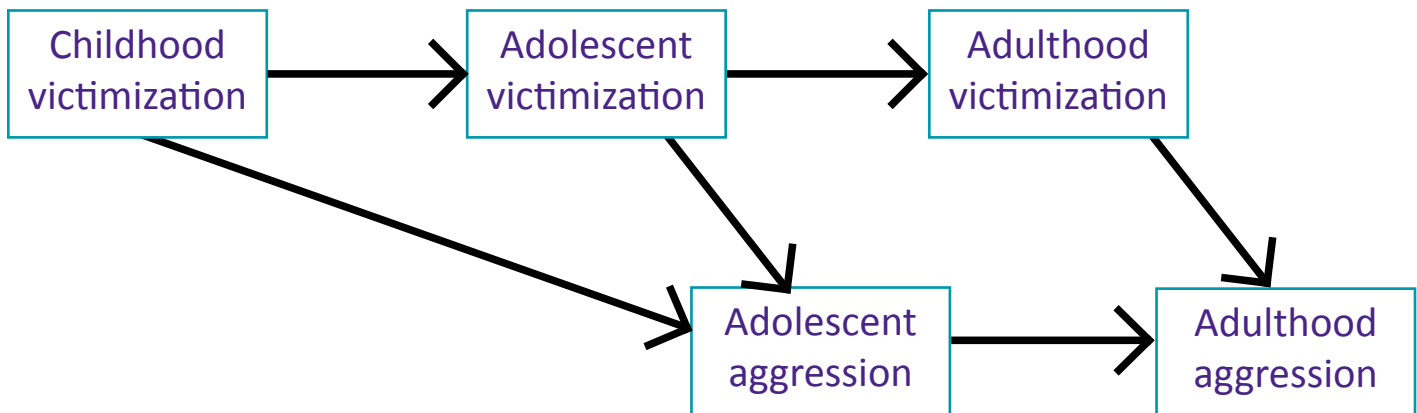 Childhood
victimization
Adolescent
victimization
Adulthood
victimization
Adolescent
aggression
Adulthood
aggression